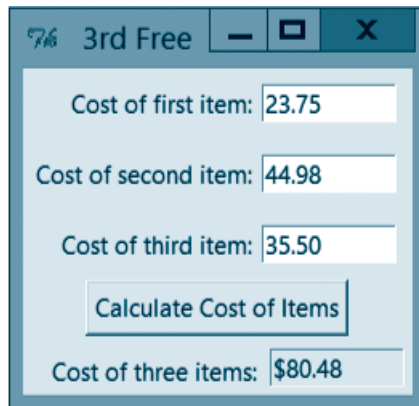 3rd Free
Cost of first item: 23.75
Cost of second item: 44.98
Cost of third item: 35.50
Calculate Cost of Items
Cost of three items: $80.48